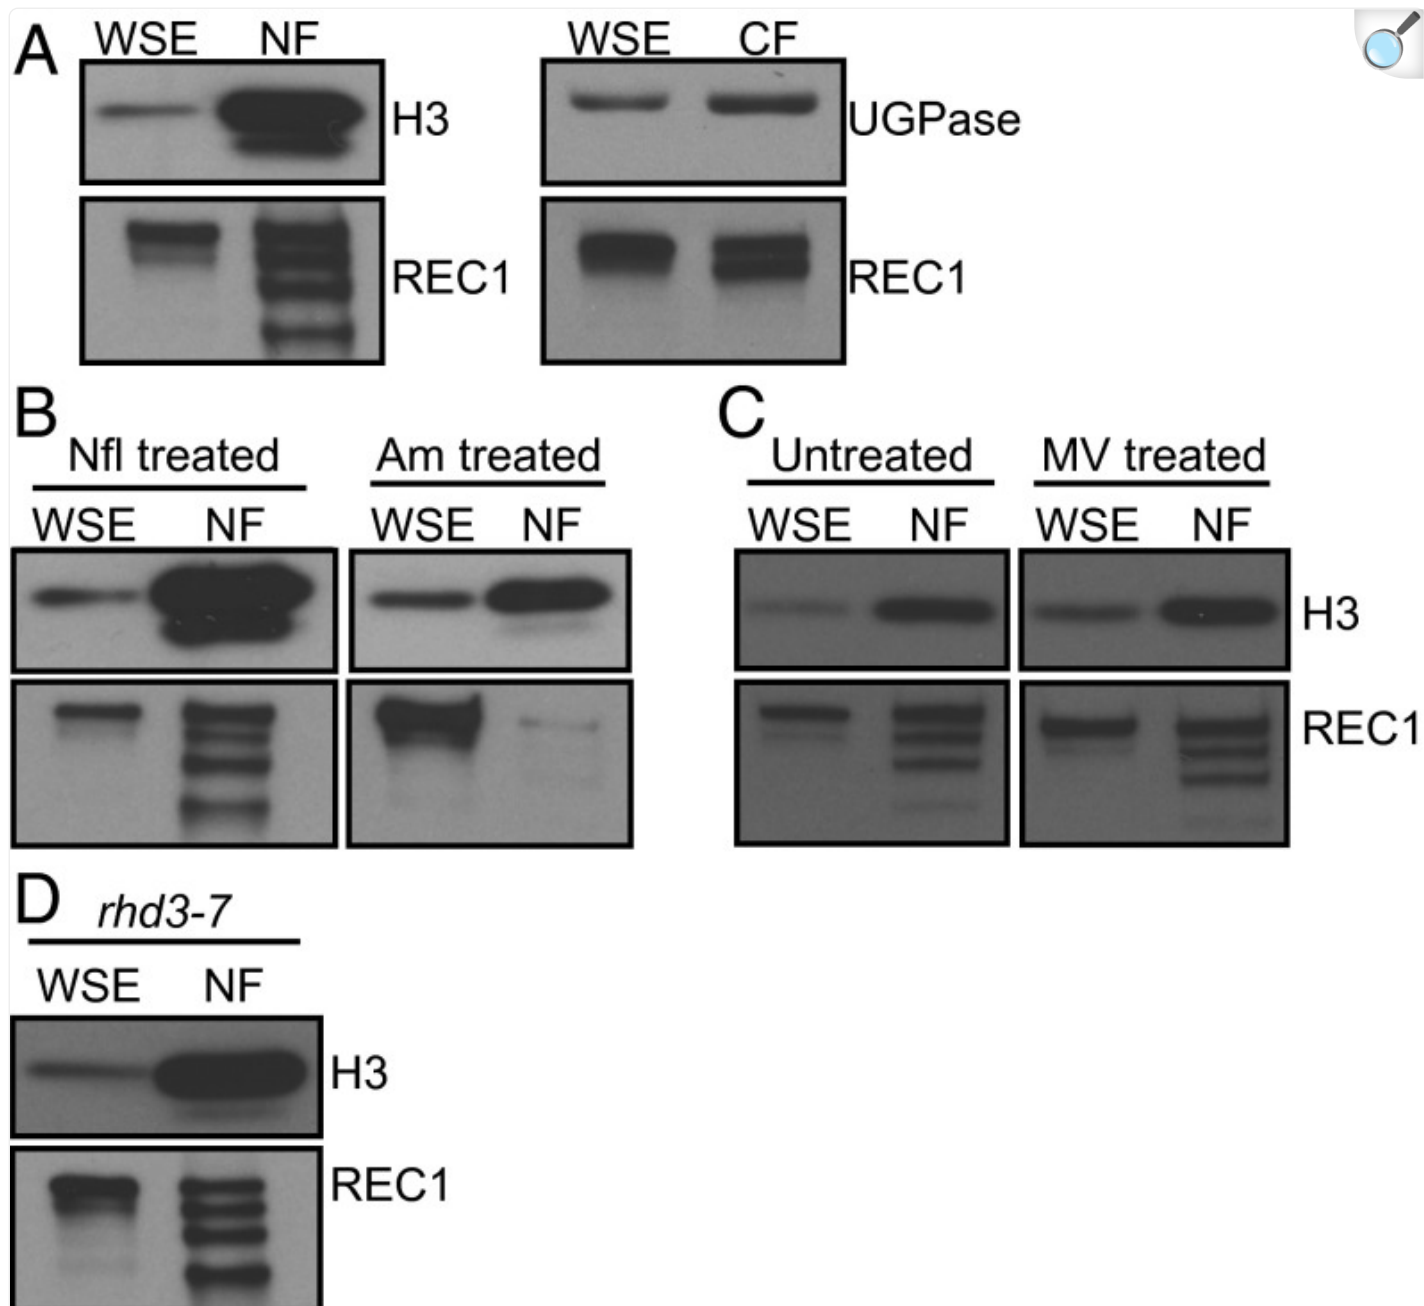 A
WSE NF
WSE CF
H3
UGPase
REC1
REC1
B
C
Nfl treated
Am treated
Untreated
MV treated
WSE NF
WSE NF
WSE NF
WSE NF
H3
REC1
D
rhd3-7
WSE NF
H3
REC1